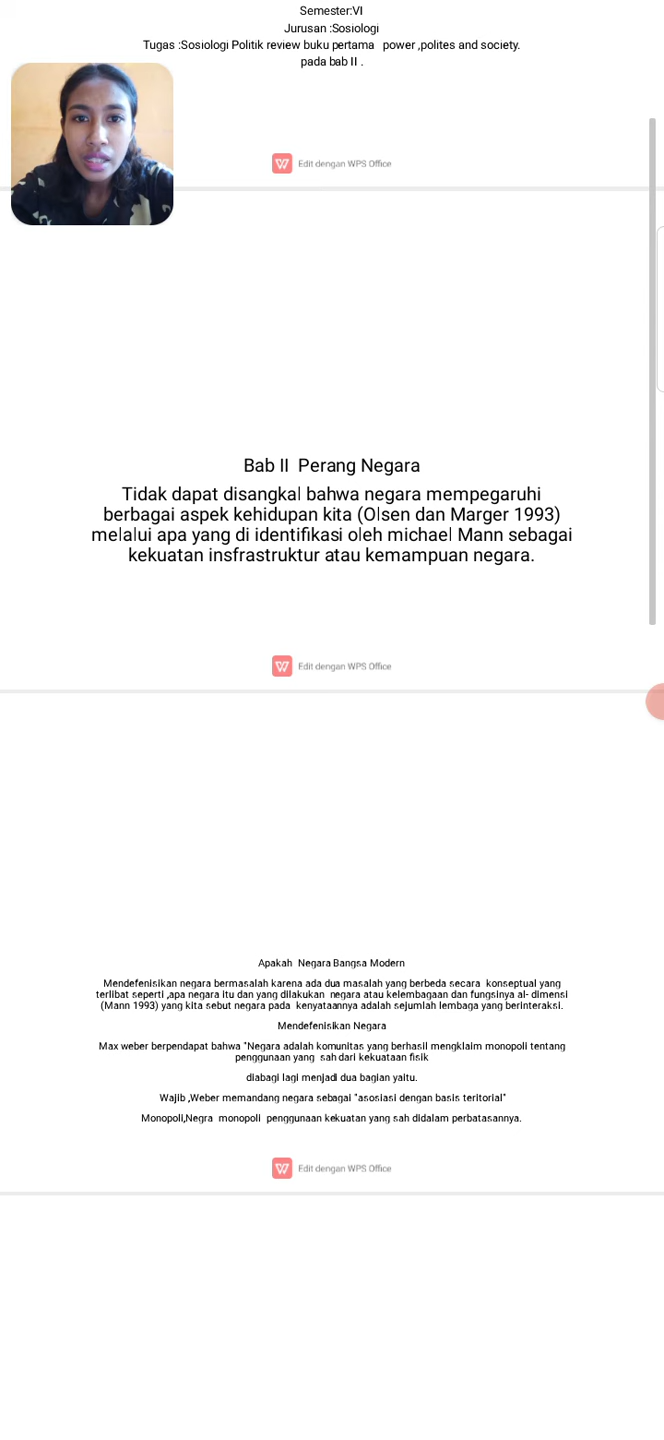 Semester:VI
Jurusan :Sosiologi
Tugas :Sosiologi Politik review buku pertama power ,polites and society.
pada bab II .
Edit dengan WPS Office
Bab II Perang Negara
Tidak dapat disangkal bahwa negara mempegaruhi
berbagai aspek kehidupan kita (Olsen dan Marger 1993)
melalui apa yang di identifikasi oleh michael Mann sebagai
kekuatan insfrastruktur atau kemampuan negara.
Edit dengan WPS Office
Apakah Negara Bangsa Modern
Mendefenisikan negara bermasalah karena ada dua masalah yang berbeda secara konseptual yang
terlibat seperti ,apa negara itu dan yang dilakukan negara atau kelembagaan dan fungsinya al- dimensi
(Mann 1993) yang kita sebut negara pada kenyataannya adalah sejumlah lembaga yang berinteraksi.
Mendefenisikan Negara
Max weber berpendapat bahwa "Negara adalah komunitas yang berhasil mengklaim monopoli tentang
penggunaan yang sah dari kekuataan fisik
diabagi lagi menjadi dua bagian yaitu.
Wajib ,Weber memandang negara sebagai "asosiasi dengan basis teritorial"
Monopoli,Negra monopoli penggunaan kekuatan yang sah didalam perbatasannya.
Edit dengan WPS Office